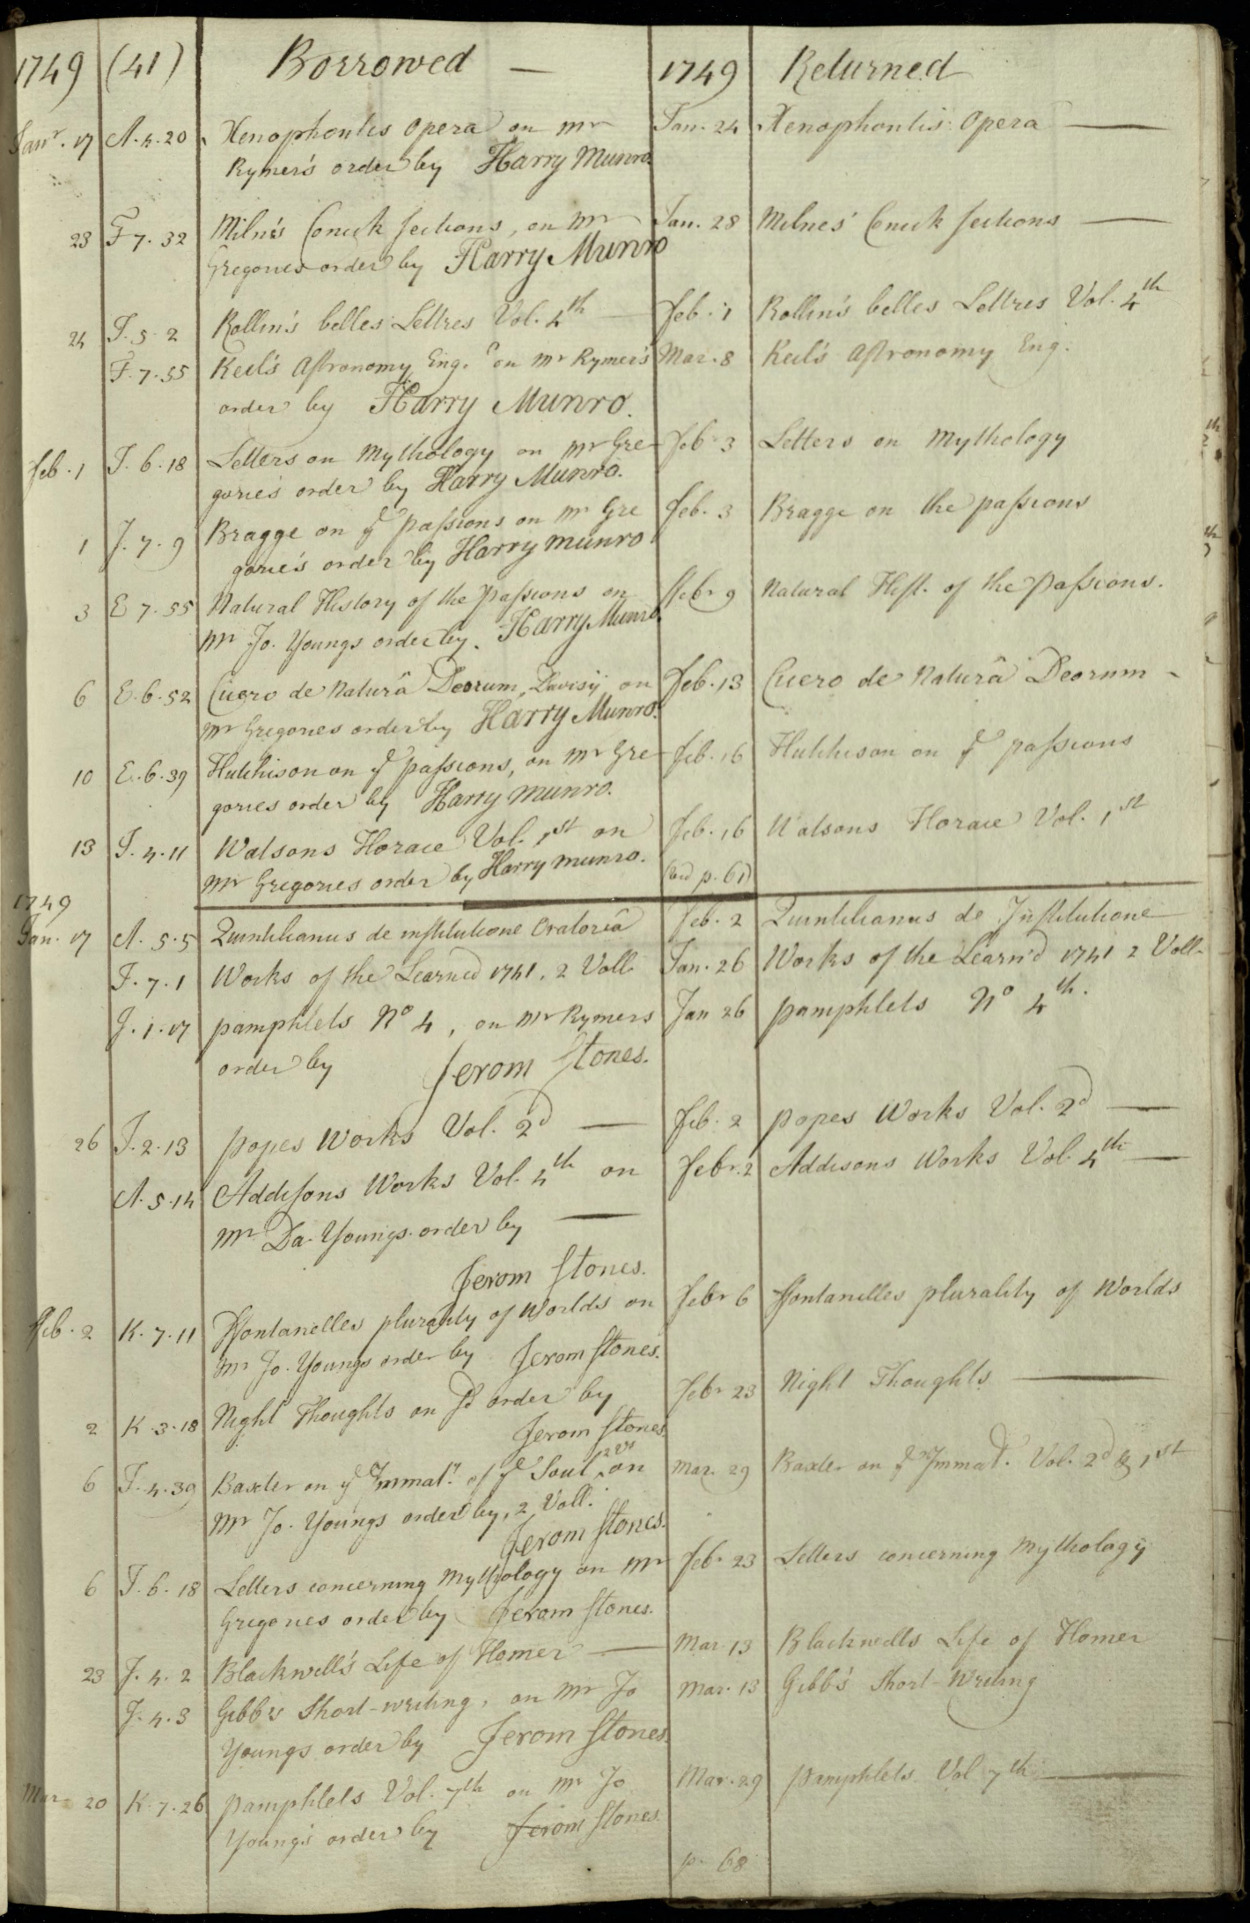 1749 (41) Borrowed — 1749 Returned
Janr. 17 A.4.20 Xenophontis Opera on Mr Jan. 24 Xenophontis Opera —
Rymer's order by Harry Munro
23 F 7.32 Miln's Conick Sections, on Mr Jan. 28 Milnes' Conick Sections —
Gregories order by Harry Munro
24 J.5.2 Rollin's belles Lettres Vol. 4th — feb. 1 Rollin's belles Lettres Vol. 4th
F.7.55 Keil's Astronomy Eng. on Mr Rymer's Mar. 8 Keil's Astronomy Eng.
order by Harry Munro.
feb. 1 J.6.18 Letters on Mythology on Mr Gre- feb. 3 Letters on Mythology
gorie's order by Harry Munro.
1 J.7.9 Bragge on ye passions on Mr Gre feb. 3 Bragge on the passions
gorie's order by Harry Munro
3 E 7.55 Natural History of the passions on ffebr 9 Natural Hist. of the passions.
Mr Jo. Youngs order by. Harry Munro.
6 E.6.52 Cicero de Naturâ Deorum, Davisij on feb. 13 Cicero de Naturâ Deorum -
Mr Gregories order by Harry Munro.
10 E.6.39 Hutchison on ye passions, on Mr Gre- feb. 16 Hutchison on ye passions
gories order by Harry Munro.
13 J.4.11 Watsons Horace Vol. 1st on feb. 16 Watsons Horace Vol. 1st
Mr Gregories order by Harry Munro. (vid p. 61)
1749
Jan. 17 A.5.5 Quintilianus de institutione Oratoriâ feb. 2 Quintilianus de Institutione
F.7.1 Works of the Learned 1741, 2 Voll. Jan. 26 Works of the Learn'd 1741 2 Voll.
J.1.17 pamphlets No 4, on Mr Rymers Jan 26 pamphlets No 4th.
order by Jerom Stones.
26 J.2.13 popes Works Vol. 2d — feb. 2 popes Works Vol. 2d —
A.5.14 Addisons Works Vol. 4th on febr. 2 Addisons Works Vol. 4th —
Mr Da. Youngs order by —
Jerom Stones.
feb. 2 K.7.11 ffontanelles plurality of Worlds on febr 6 ffontanelles plurality of Worlds
Mr Jo. Youngs order by Jerom Stones.
2 K.3.18 Night Thoughts on sd order by febr 23 Night Thoughts —
Jerom Stones
6 J.4.39 Baxter on ye Immat. of ye Soul on Mar. 29 Baxter on ye Immat. Vol. 2d & 1st
Mr Jo. Youngs order by, 2 Voll.
Jerom Stones.
6 J.6.18 Letters concerning Mythology on Mr febr 23 Letters concerning Mythology
Gregories order by Jerom Stones.
23 J.4.2 Blackwell's Life of Homer — Mar. 13 Blackwells Life of Homer
J.4.3 Gibb's Short-writing, on Mr Jo Mar. 13 Gibb's Short-Writing
Youngs order by Jerom Stones
Mar 20 K.7.26 pamphlets Vol. 7th on Mr Jo Mar. 29 pamphlets Vol 7th —
Young's order by Jerom Stones.
p. 68